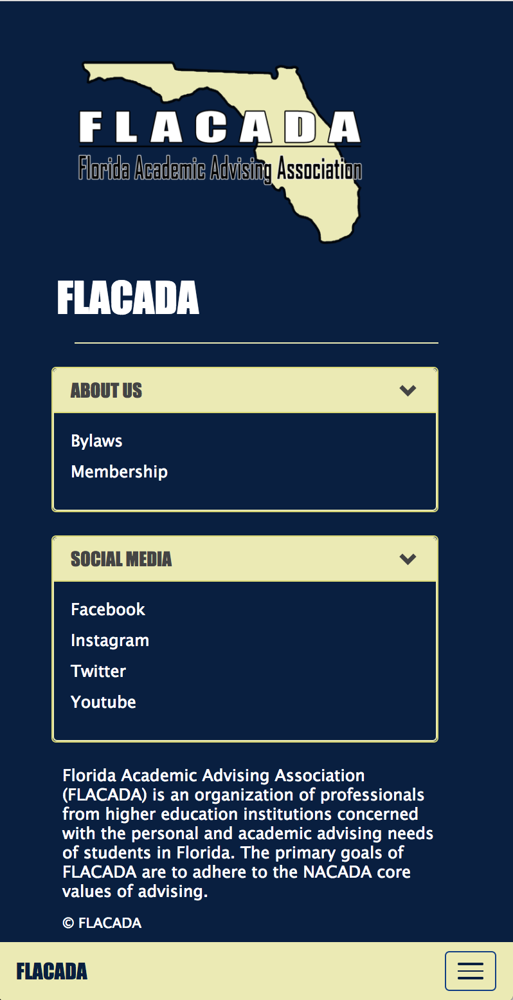 FLACADA
Florida Academic Advising Association
FLACADA
ABOUT US
Bylaws
Membership
SOCIAL MEDIA
Facebook
Instagram
Twitter
Youtube
Florida Academic Advising Association
(FLACADA) is an organization of professionals
from higher education institutions concerned
with the personal and academic advising needs
of students in Florida. The primary goals of
FLACADA are to adhere to the NACADA core
values of advising.
© FLACADA
FLACADA